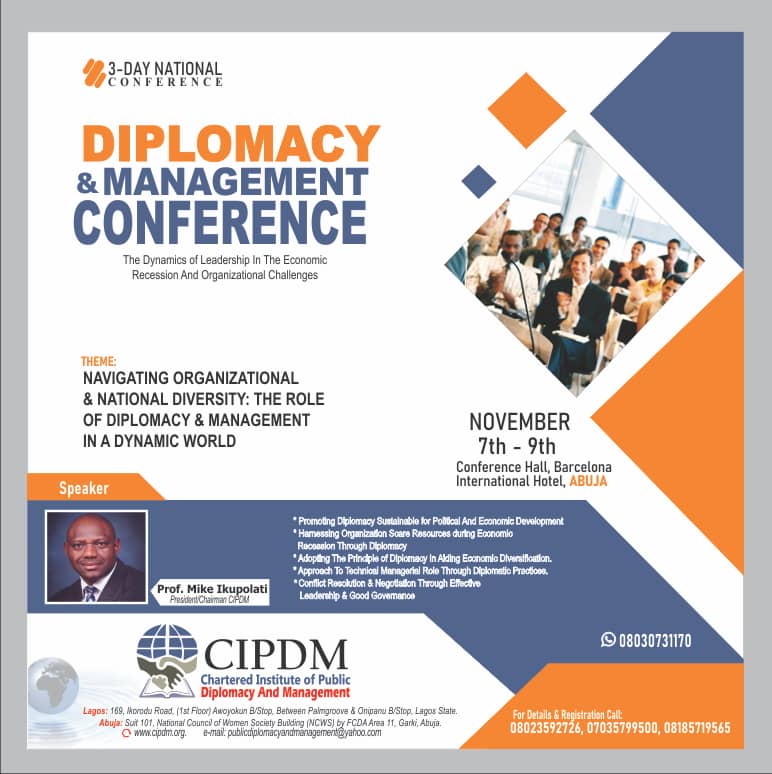 3-DAY NATIONAL
CONFERENCE
DIPLOMACY
& MANAGEMENT
CONFERENCE
The Dynamics of Leadership In The Economic
Recession And Organizational Challenges
THEME:
NAVIGATING ORGANIZATIONAL
& NATIONAL DIVERSITY: THE ROLE
OF DIPLOMACY & MANAGEMENT
IN A DYNAMIC WORLD
NOVEMBER
7th - 9th
Conference Hall, Barcelona
International Hotel, ABUJA
Speaker
Prof. Mike Ikupolati
President/Chairman CIPDM
* Promoting Diplomacy Sustainable for Political And Economic Development
* Harnessing Organization Scare Resources during Economic
Recession Through Diplomacy
* Adopting The Principle of Diplomacy in Aiding Economic Diversification.
* Approach To Technical Managerial Role Through Diplomatic Practices.
* Conflict Resolution & Negotiation Through Effective
Leadership & Good Governance
08030731170
CIPDM
Chartered Institute of Public
Diplomacy And Management
Lagos: 169, Ikorodu Road, (1st Floor) Awoyokun B/Stop, Between Palmgroove & Onipanu B/Stop, Lagos State.
Abuja: Suit 101, National Council of Women Society Building (NCWS) by FCDA Area 11, Garki, Abuja.
www.cipdm.org. e-mail: publicdiplomacyandmanagement@yahoo.com
For Details & Registration Call:
08023592726, 07035799500, 08185719565